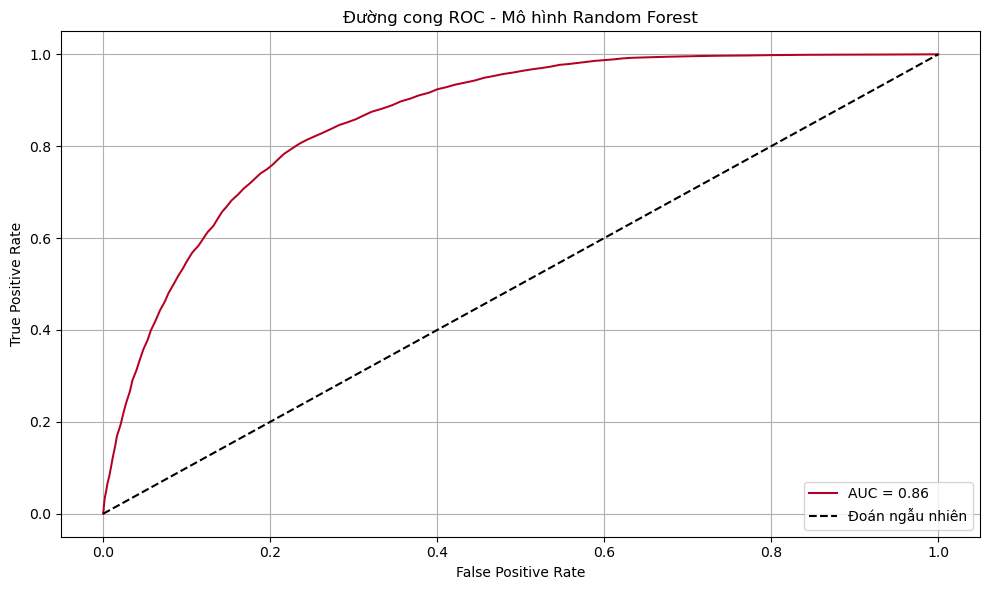 Đường cong ROC - Mô hình Random Forest
True Positive Rate
1.0
0.8
0.6
0.4
0.2
0.0
0.0 0.2 0.4 0.6 0.8 1.0
False Positive Rate
AUC = 0.86
Đoán ngẫu nhiên